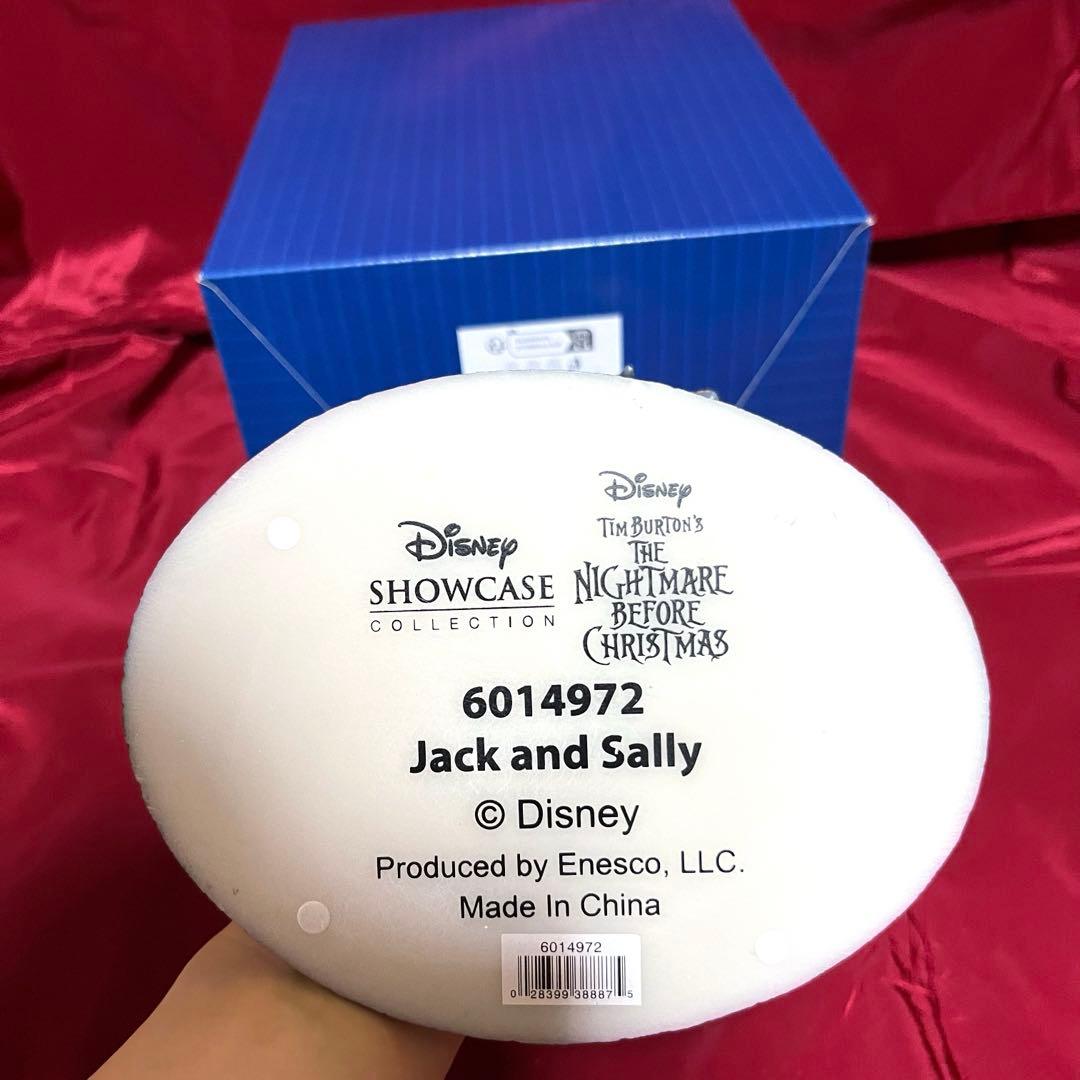 Disney
SHOWCASE
COLLECTION
Disney
TIM BURTON'S
THE
NIGHTMARE
BEFORE
CHRISTMAS
6014972
Jack and Sally
© Disney
Produced by Enesco, LLC.
Made In China
6014972
0 28399 38887 5